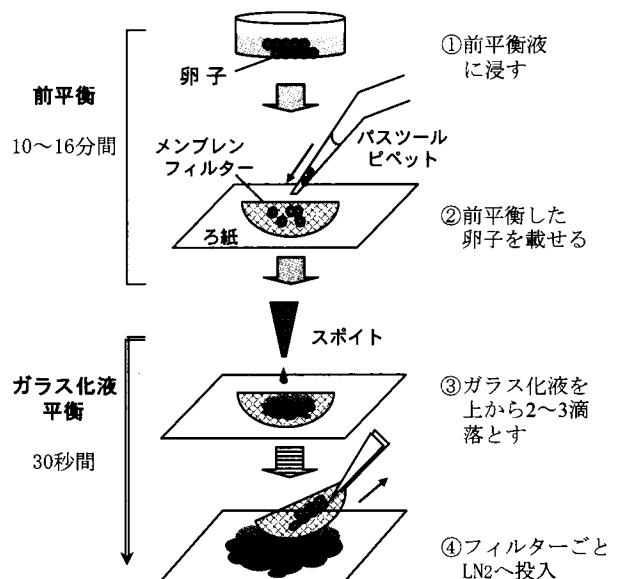 卵子
①前平衡液
に浸す
前平衡
10～16分間
メンブレン
フィルター
パスツール
ピペット
ろ紙
②前平衡した
卵子を載せる
スポイト
ガラス化液
平衡
30秒間
③ガラス化液を
上から2～3滴
落とす
④フィルターごと
LN2へ投入